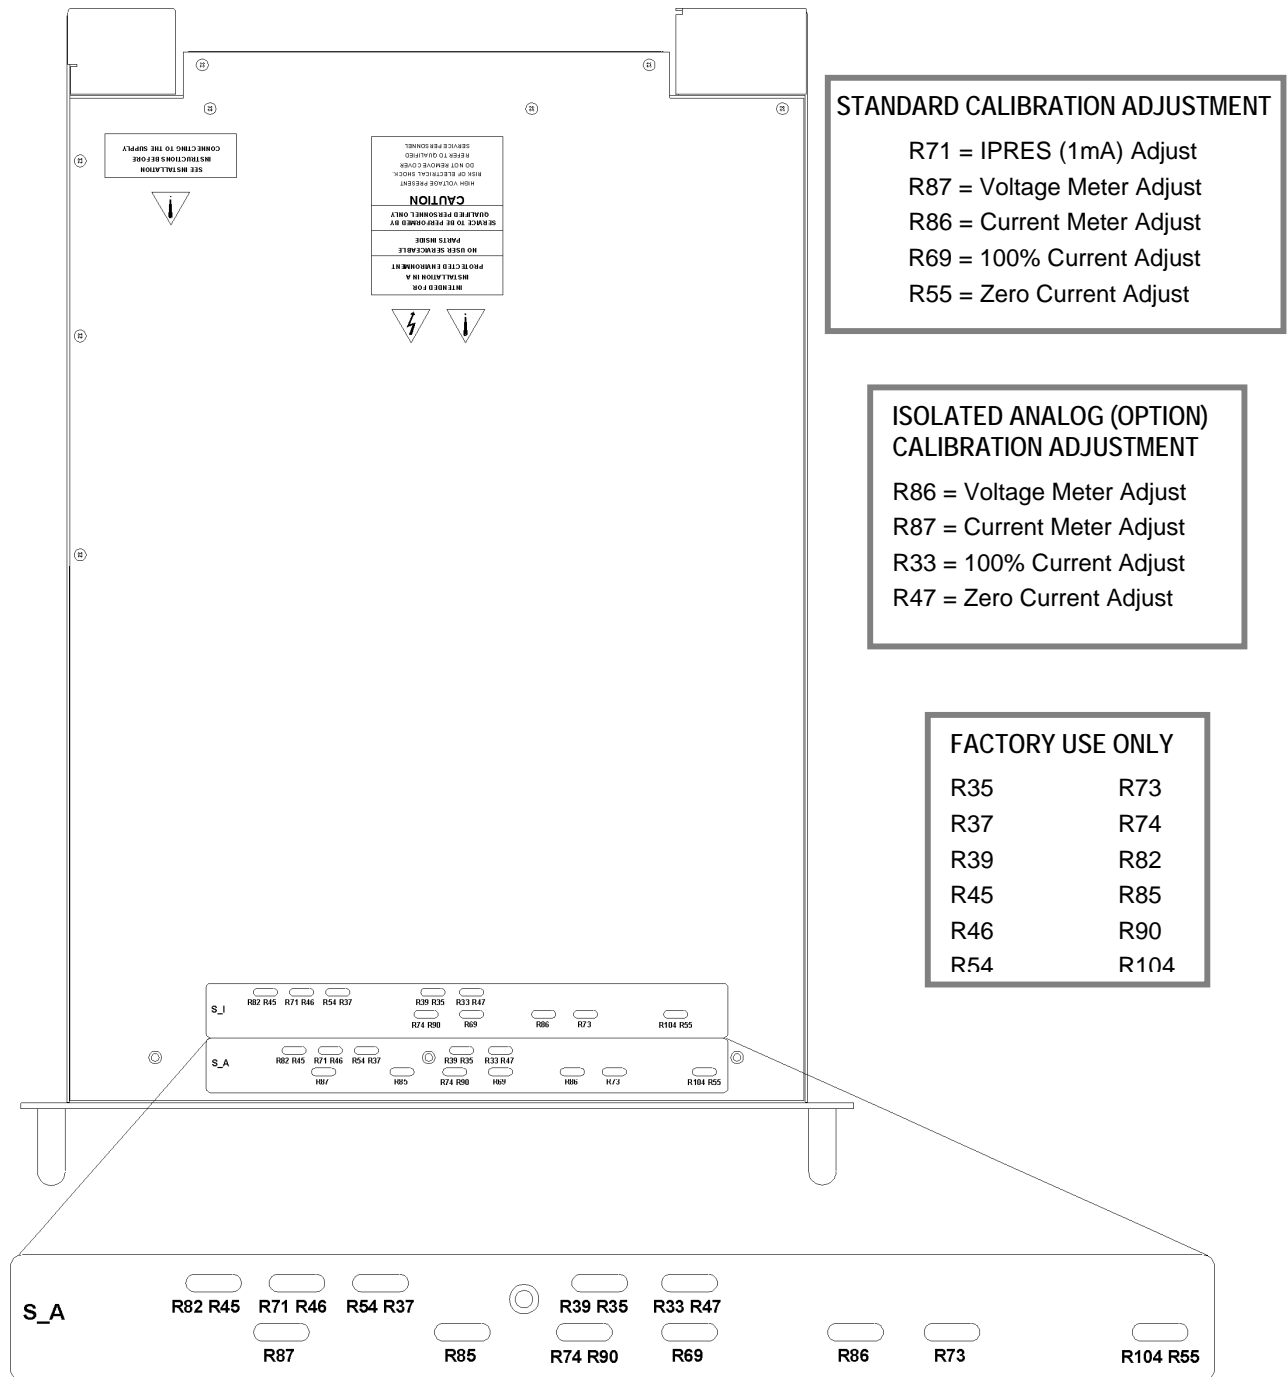 STANDARD CALIBRATION ADJUSTMENT
R71 = IPRES (1mA) Adjust
R87 = Voltage Meter Adjust
R86 = Current Meter Adjust
R69 = 100% Current Adjust
R55 = Zero Current Adjust
ISOLATED ANALOG (OPTION)
CALIBRATION ADJUSTMENT
R86 = Voltage Meter Adjust
R87 = Current Meter Adjust
R33 = 100% Current Adjust
R47 = Zero Current Adjust
FACTORY USE ONLY
R35 R73
R37 R74
R39 R82
R45 R85
R46 R90
R54 R104
SEE INSTALLATION
INSTRUCTIONS BEFORE
CONNECTING TO THE SUPPLY
INTENDED FOR
INSTALLATION IN A
PROTECTED ENVIRONMENT
NO USER SERVICEABLE
PARTS INSIDE
SERVICE TO BE PERFORMED BY
QUALIFIED PERSONNEL ONLY
CAUTION
HIGH VOLTAGE PRESENT
RISK OF ELECTRICAL SHOCK.
DO NOT REMOVE COVER
REFER TO QUALIFIED
SERVICE PERSONNEL
S_I
R82 R45 R71 R46 R54 R37 R39 R35 R33 R47
R74 R90 R69 R86 R73 R104 R55
S_A
R82 R45 R71 R46 R54 R37 R39 R35 R33 R47
R87 R85 R74 R90 R69 R86 R73 R104 R55
S_A
R82 R45 R71 R46 R54 R37 R39 R35 R33 R47
R87 R85 R74 R90 R69 R86 R73 R104 R55